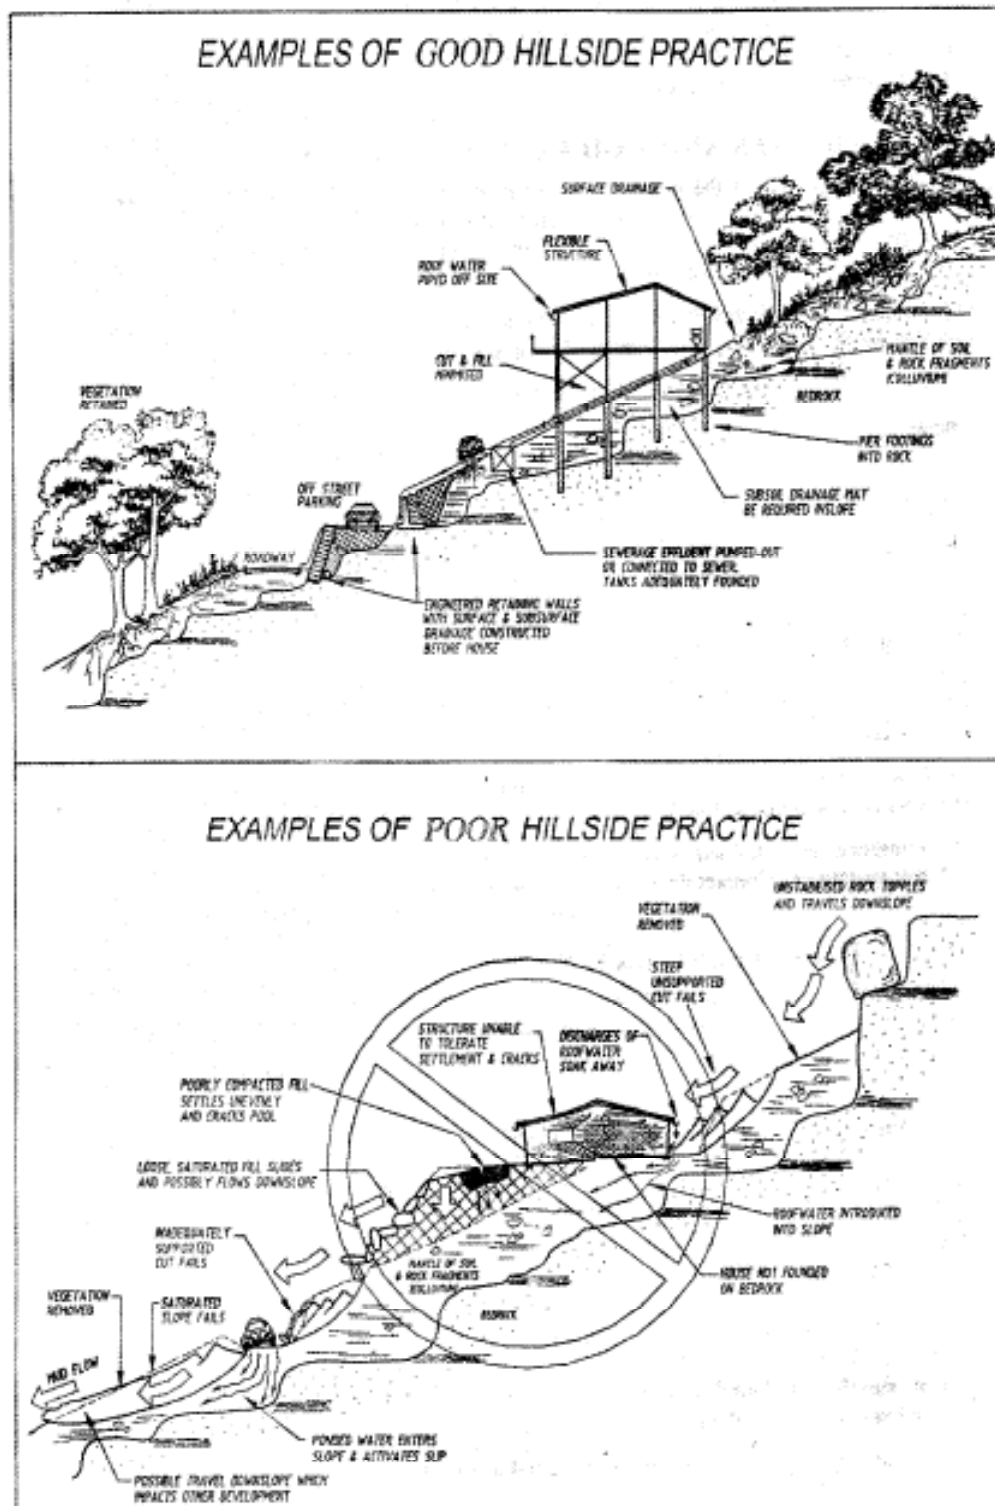 EXAMPLES OF GOOD HILLSIDE PRACTICE
SURFACE DRAINAGE
FLEXIBLE
STRUCTURE
ROOF WATER
PIPED OFF SITE
CUT & FILL
MINIMISED
MANTLE OF SOIL
& ROCK FRAGMENTS
(COLLUVIUM)
VEGETATION
RETAINED
BEDROCK
PIER FOOTINGS
INTO ROCK
OFF STREET
PARKING
SUBSOIL DRAINAGE MAY
BE REQUIRED IN SLOPE
ROADWAY
SEWERAGE EFFLUENT PUMPED-OUT
OR CONNECTED TO SEWER.
TANKS ADEQUATELY FOUNDED
ENGINEERED RETAINING WALLS
WITH SURFACE & SUBSURFACE
DRAINAGE CONSTRUCTED
BEFORE HOUSE
EXAMPLES OF POOR HILLSIDE PRACTICE
UNSTABILISED ROCK TOPPLES
AND TRAVELS DOWNSLOPE
VEGETATION
REMOVED
STEEP
UNSUPPORTED
CUT FAILS
STRUCTURE UNABLE
TO TOLERATE
SETTLEMENT & CRACKS
DISCHARGES OF
ROOFWATER
SOAK AWAY
POORLY COMPACTED FILL
SETTLES UNEVENLY
AND CRACKS POOL
LOOSE, SATURATED FILL SLIDES
AND POSSIBLY FLOWS DOWNSLOPE
ROOFWATER INTRODUCED
INTO SLOPE
INADEQUATELY
SUPPORTED
CUT FAILS
MANTLE OF SOIL
& ROCK FRAGMENTS
(COLLUVIUM)
HOUSE NOT FOUNDED
ON BEDROCK
VEGETATION
REMOVED
SATURATED
SLOPE FAILS
BEDROCK
MUD FLOW
PONDED WATER ENTERS
SLOPE & ACTIVATES SLIP
POSSIBLE TRAVEL DOWNSLOPE WHICH
IMPACTS OTHER DEVELOPMENT